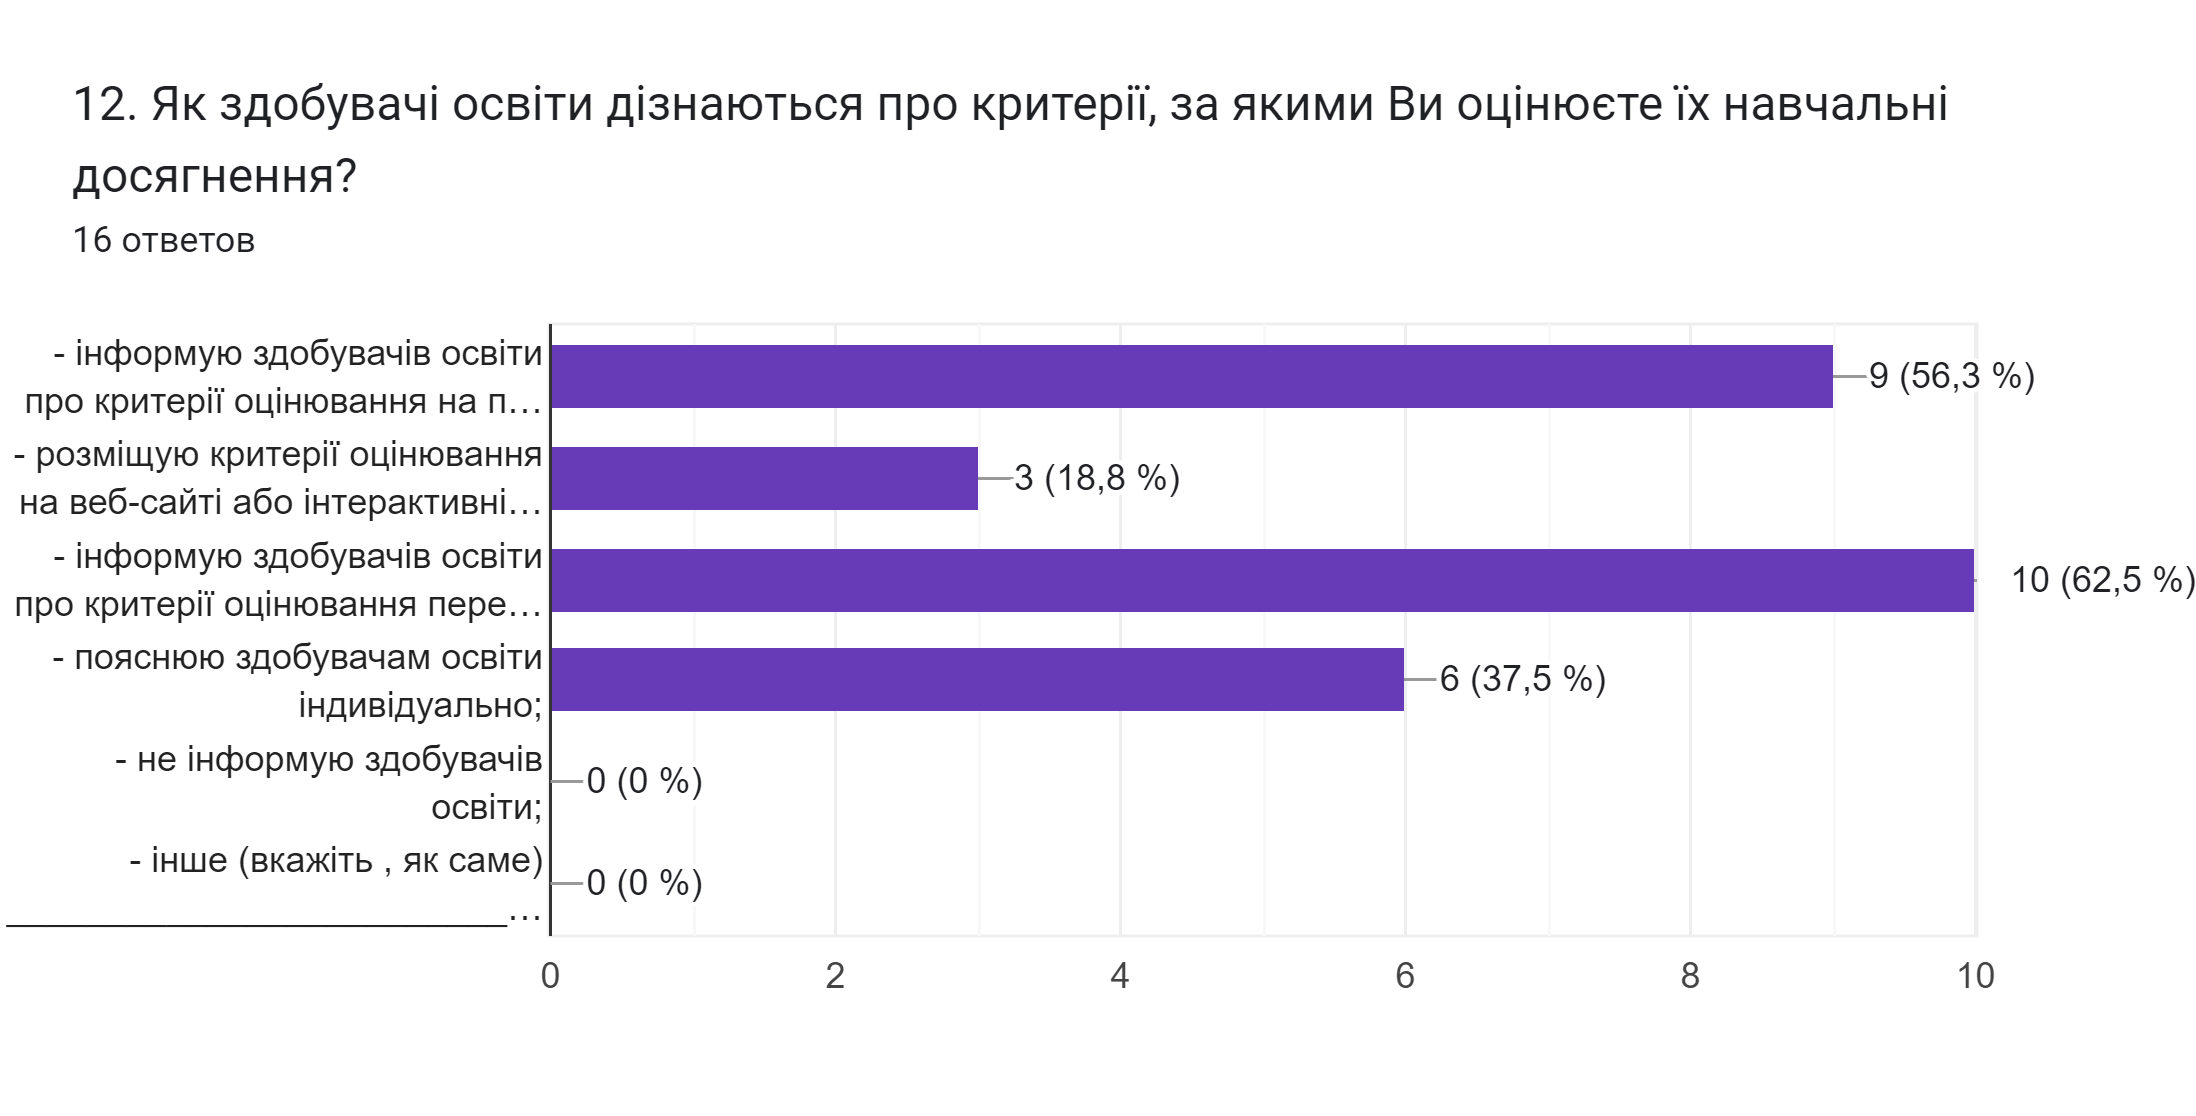 12. Як здобувачі освіти дізнаються про критерії, за якими Ви оцінюєте їх навчальні
досягнення?
16 ответов
- інформую здобувачів освіти
про критерії оцінювання на п…
9 (56,3 %)
- розміщую критерії оцінювання
на веб-сайті або інтерактивні…
3 (18,8 %)
- інформую здобувачів освіти
про критерії оцінювання пере…
10 (62,5 %)
- пояснюю здобувачам освіти
індивідуально;
6 (37,5 %)
- не інформую здобувачів
освіти;
0 (0 %)
- інше (вкажіть , як саме)
_________________________…
0 (0 %)
0 2 4 6 8 10